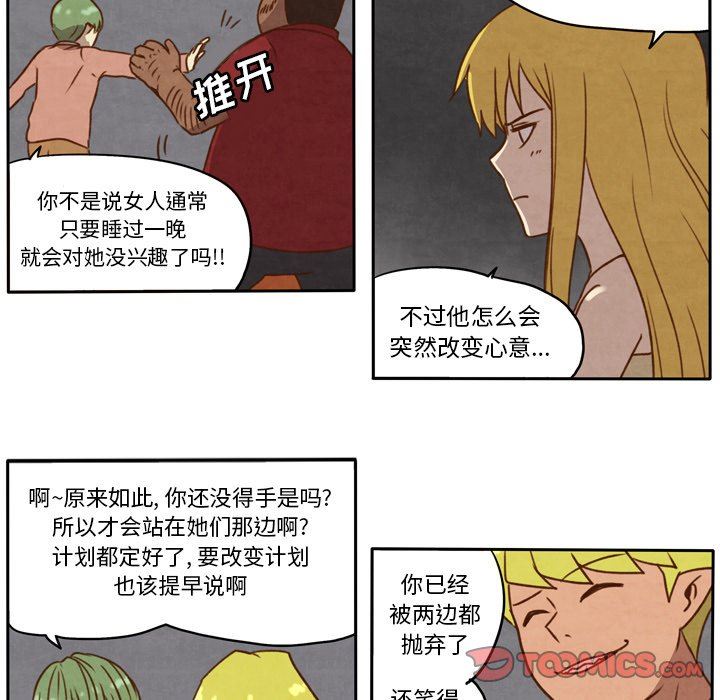 推开
你不是说女人通常
只要睡过一晚
就会对她没兴趣了吗!!
不过他怎么会
突然改变心意...
啊~原来如此, 你还没得手是吗?
所以才会站在她们那边啊?
计划都定好了, 要改变计划
也该提早说啊
你已经
被两边都
抛弃了
还笑得
TOOMICS.COM